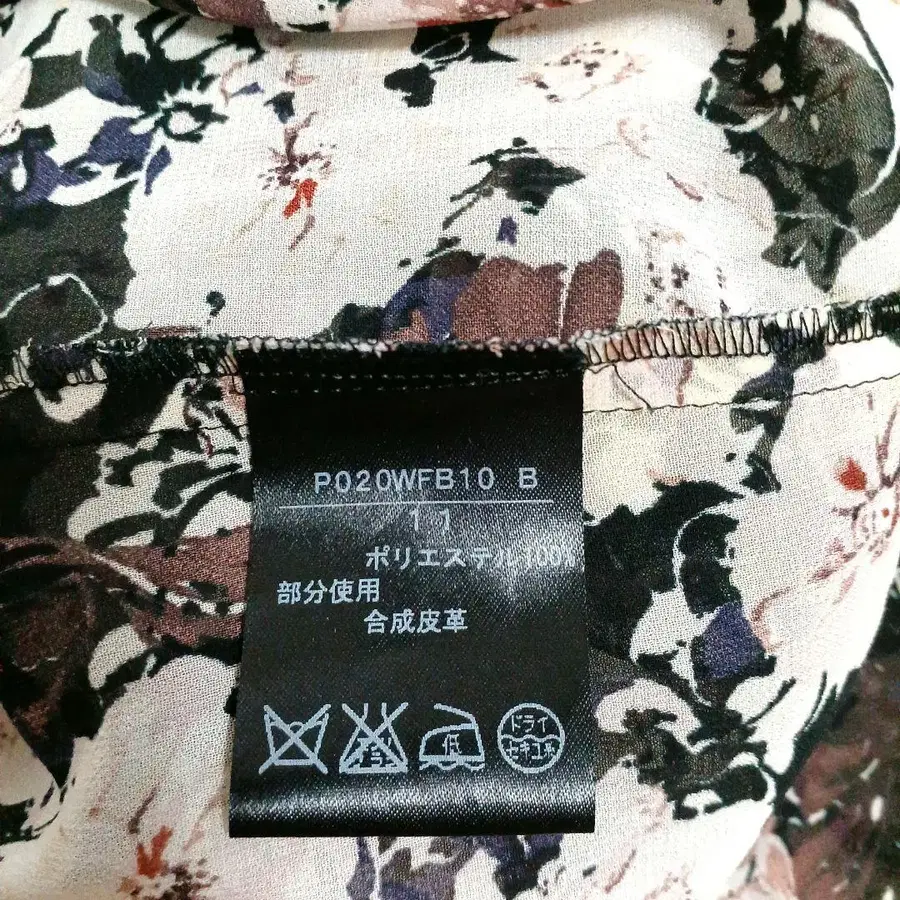 P020WFB10 B
11
ポリエステル100%
部分使用
合成皮革
低
ドライ
セキユ系